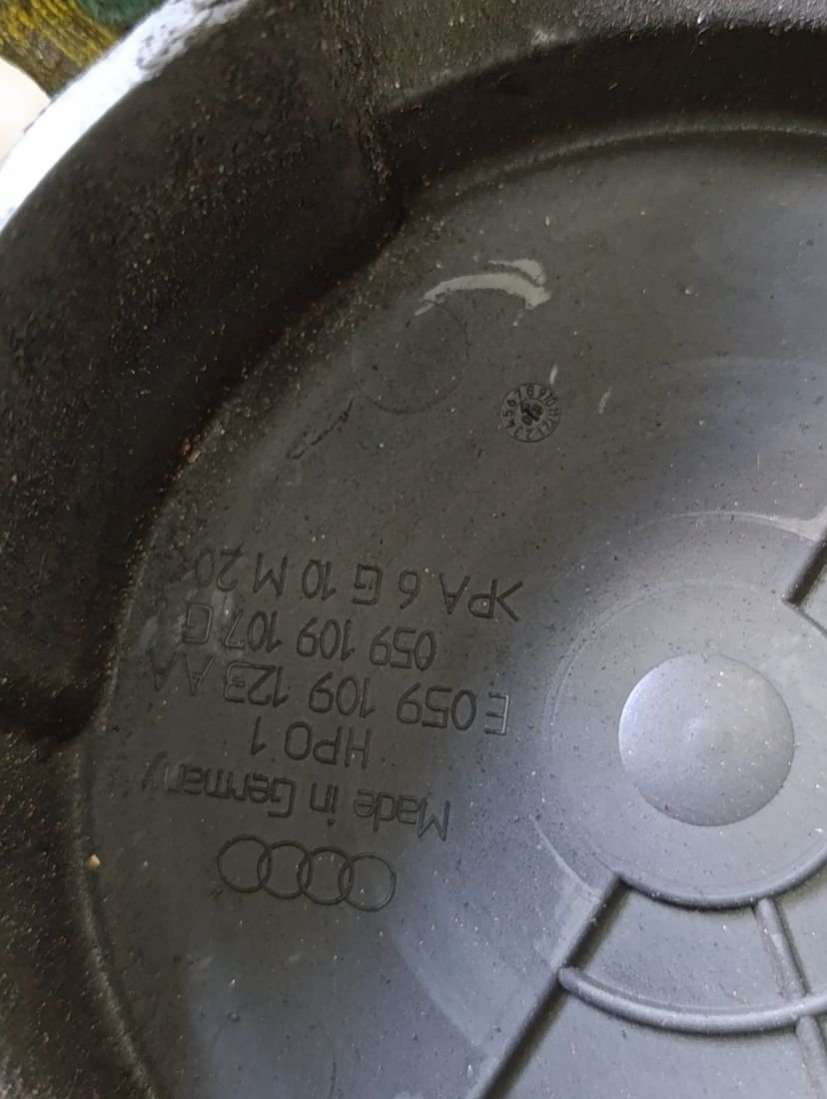 Made in Germany
HPO 1
E 059 109 123 AA
059 109 107 G
>PA 6 G 10 M 20